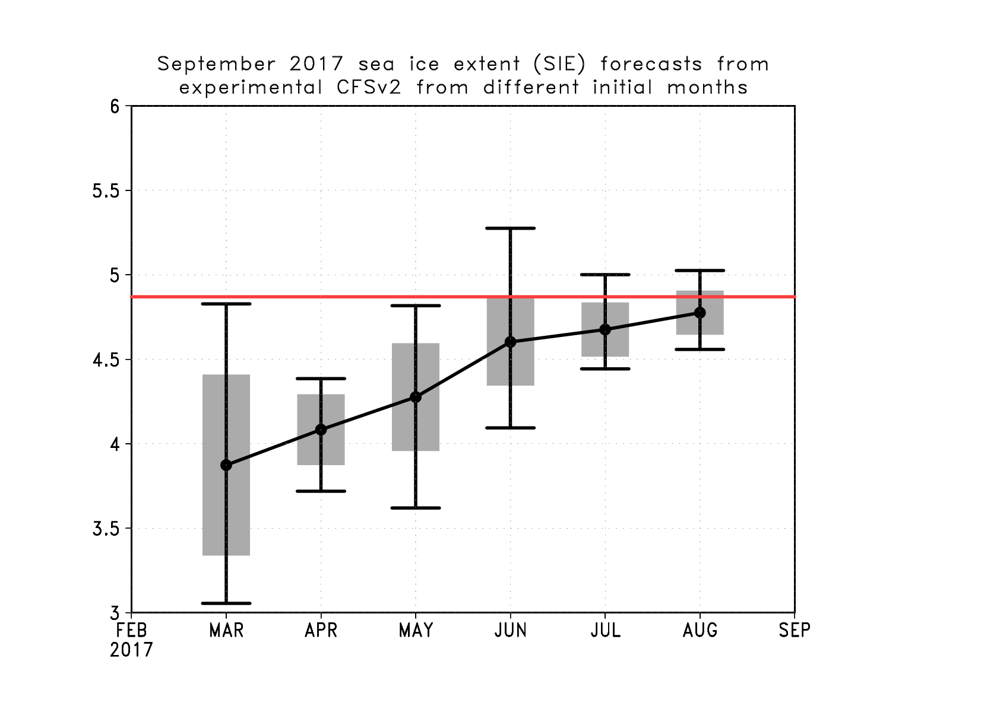 September 2017 sea ice extent (SIE) forecasts from
experimental CFSv2 from different initial months
6
5.5
5
4.5
4
3.5
3
FEB MAR APR MAY JUN JUL AUG SEP
2017